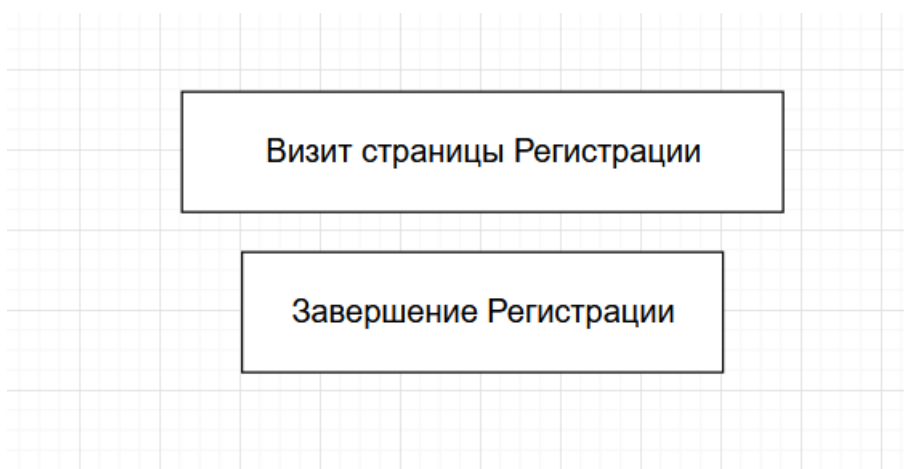 Визит страницы Регистрации
Завершение Регистрации